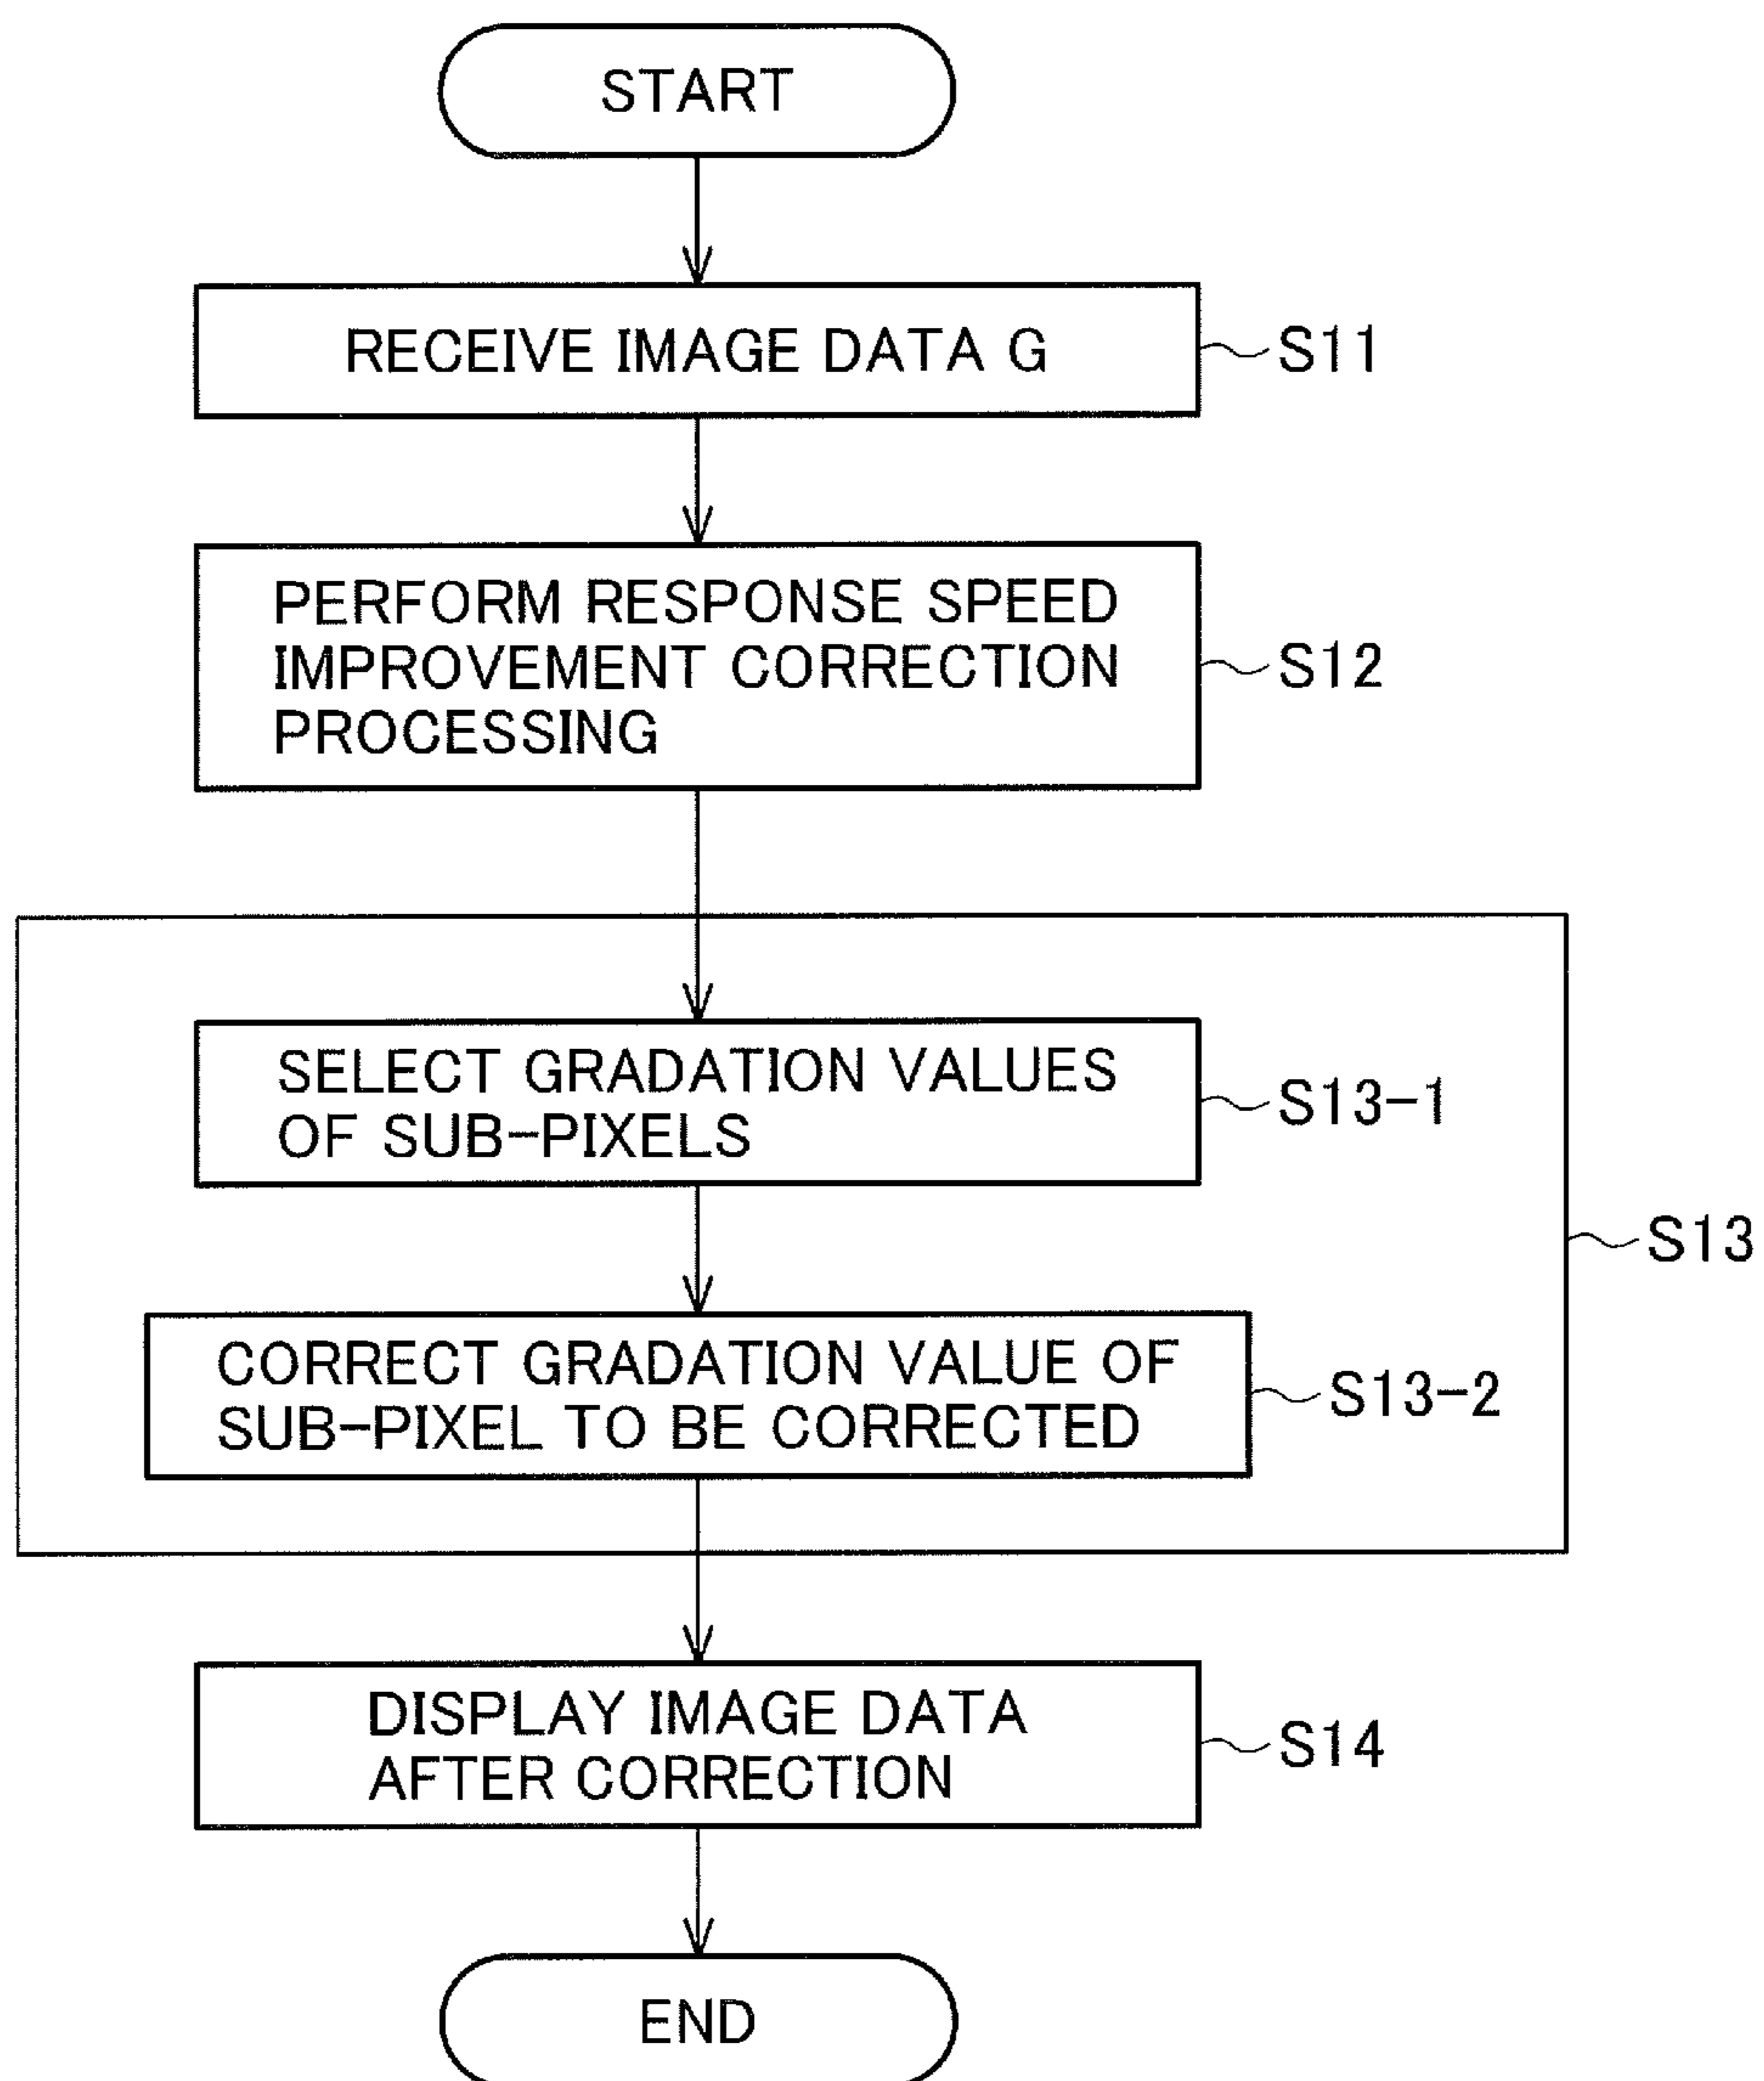 START
RECEIVE IMAGE DATA G
S11
PERFORM RESPONSE SPEED
IMPROVEMENT CORRECTION
PROCESSING
S12
SELECT GRADATION VALUES
OF SUB-PIXELS
S13-1
S13
CORRECT GRADATION VALUE OF
SUB-PIXEL TO BE CORRECTED
S13-2
DISPLAY IMAGE DATA
AFTER CORRECTION
S14
END